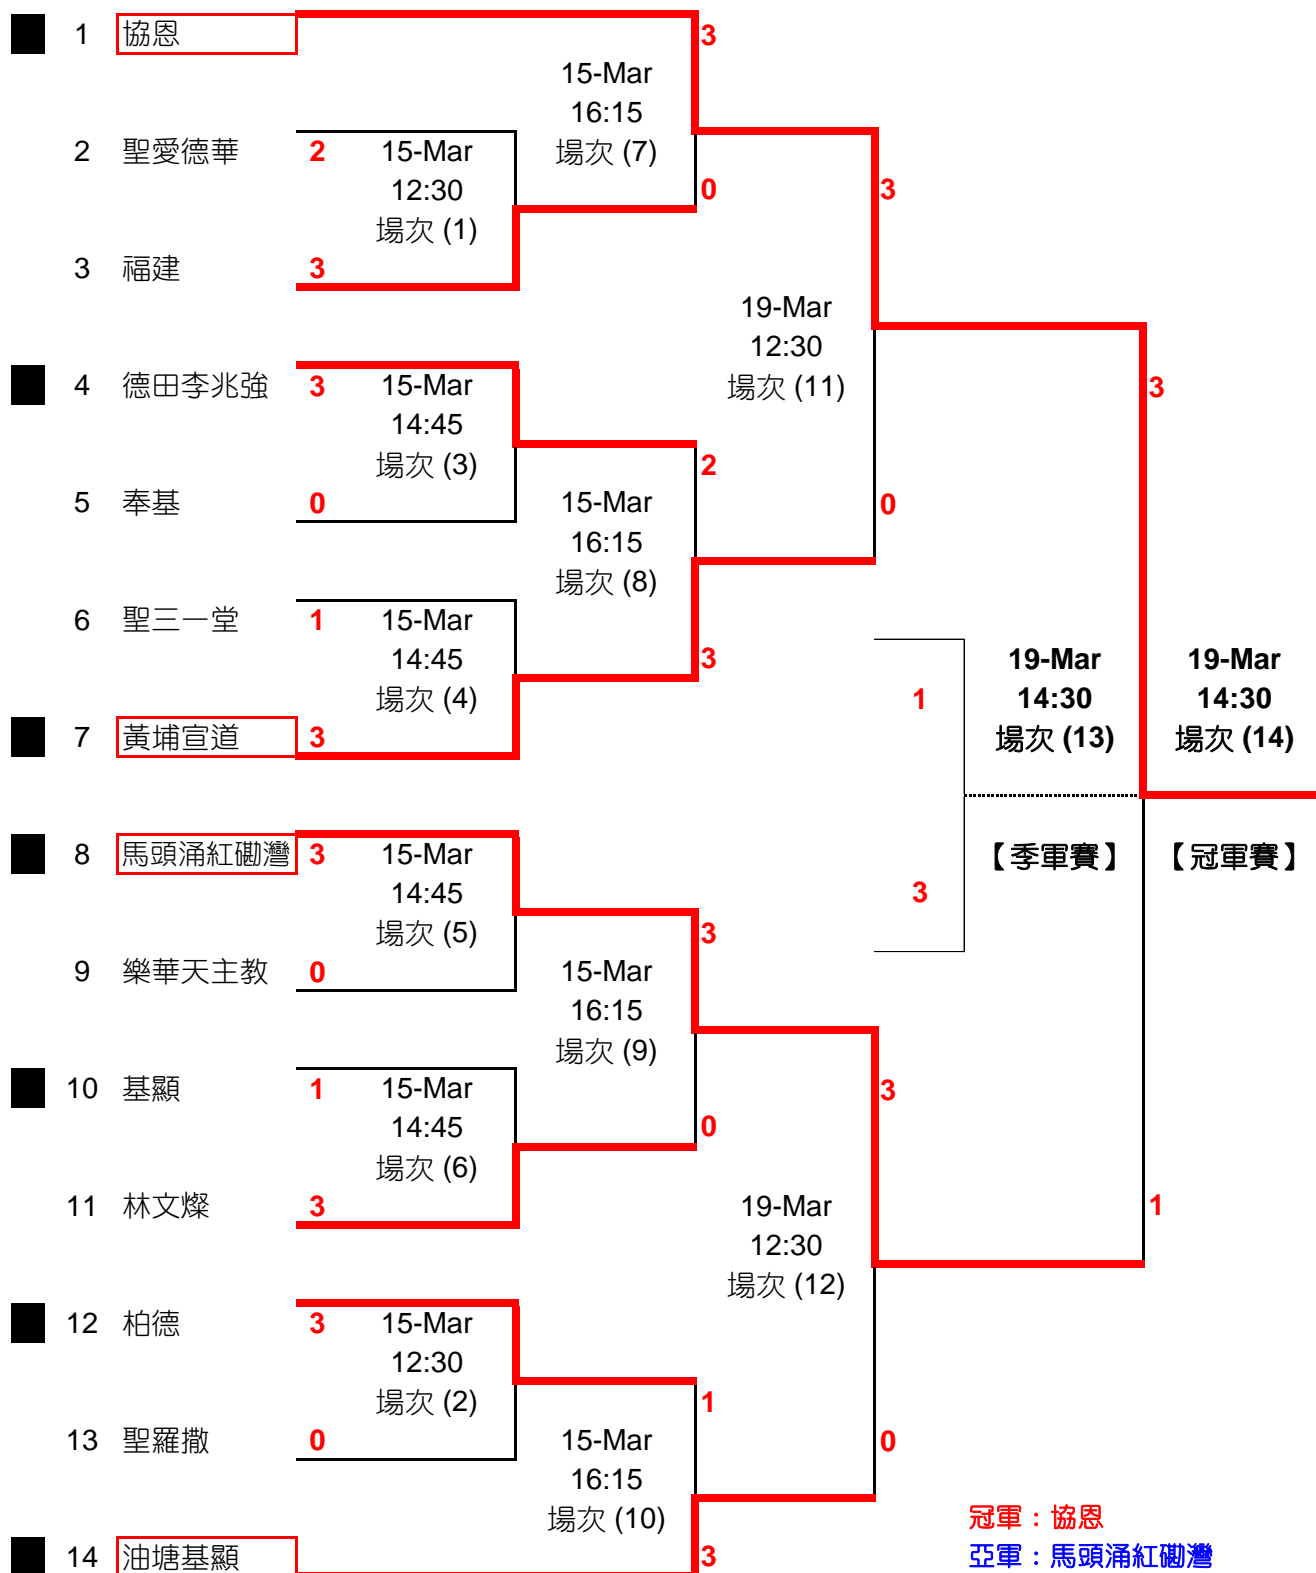 1 協恩 3
15-Mar
16:15
場次 (7)
2 聖愛德華 2 15-Mar
12:30
場次 (1)
0 3
3 福建 3
19-Mar
12:30
場次 (11)
4 德田李兆強 3 15-Mar
14:45
場次 (3)
3
2
5 奉基 0 15-Mar
16:15
場次 (8)
0
6 聖三一堂 1 15-Mar
14:45
場次 (4)
3
7 黃埔宣道 3
1
3
19-Mar
14:30
場次 (13)
【季軍賽】
19-Mar
14:30
場次 (14)
【冠軍賽】
8 馬頭涌紅磡灣 3 15-Mar
14:45
場次 (5)
3
9 樂華天主教 0 15-Mar
16:15
場次 (9)
10 基顯 1 15-Mar
14:45
場次 (6)
0
3
11 林文燦 3
19-Mar
12:30
場次 (12)
1
12 柏德 3 15-Mar
12:30
場次 (2)
1
13 聖羅撒 0 15-Mar
16:15
場次 (10)
0
14 油塘基顯 3
冠軍：協恩
亞軍：馬頭涌紅磡灣